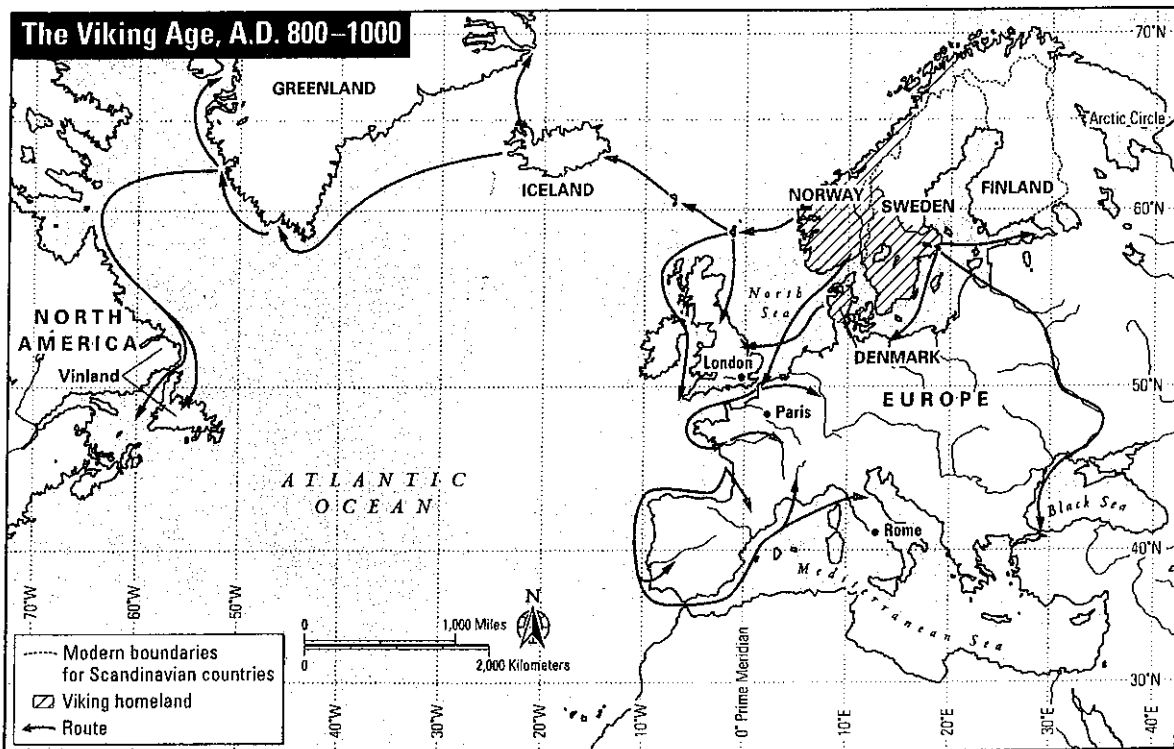 The Viking Age, A.D. 800–1000
70°N
GREENLAND
Arctic Circle
ICELAND
NORWAY
SWEDEN
FINLAND
60°N
North
Sea
NORTH
AMERICA
Vinland
London
DENMARK
50°N
EUROPE
Paris
ATLANTIC
OCEAN
Black Sea
Rome
40°N
Mediterranean Sea
70°W
60°W
50°W
40°W
30°W
20°W
10°W
0° Prime Meridian
10°E
20°E
30°E
40°E
30°N
N
0 1,000 Miles
0 2,000 Kilometers
Modern boundaries
for Scandinavian countries
Viking homeland
Route